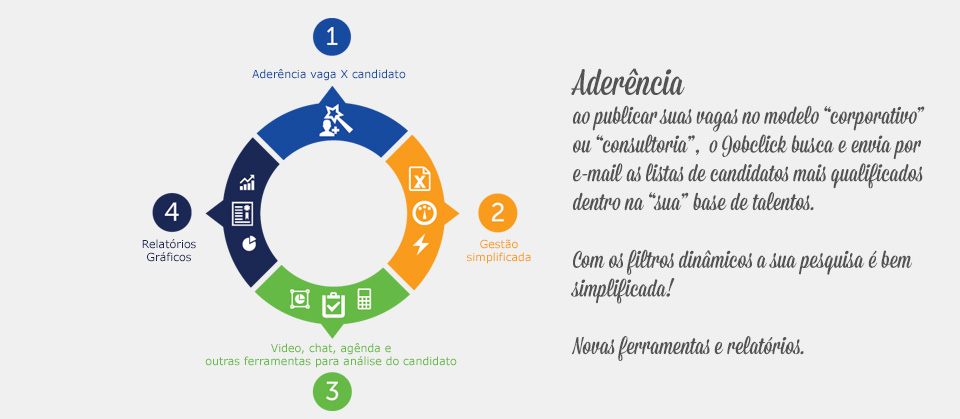 1
Aderência vaga X candidato
2
Gestão
simplificada
Video, chat, agênda e
outras ferramentas para análise do candidato
3
4
Relatórios
Gráficos
Aderência
ao publicar suas vagas no modelo “corporativo”
ou “consultoria”, o Jobclick busca e envia por
e-mail as listas de candidatos mais qualificados
dentro na “sua” base de talentos.
Com os filtros dinâmicos a sua pesquisa é bem
simplificada!
Novas ferramentas e relatórios.